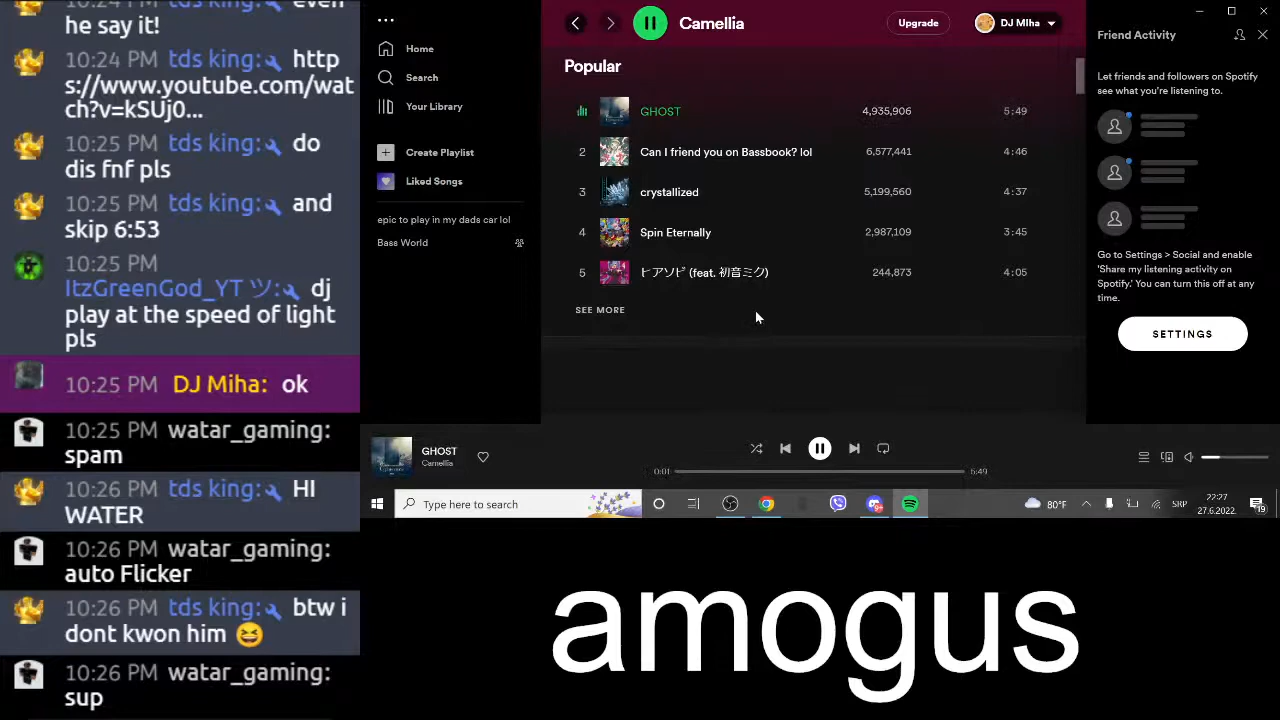 even
he say it!
10:24 PM tds king: http
s://www.youtube.com/wat
ch?v=kSUj0...
10:25 PM tds king: do
dis fnf pls
10:25 PM tds king: and
skip 6:53
10:25 PM
ItzGreenGod_YT ツ: dj
play at the speed of light
pls
10:25 PM DJ Miha: ok
10:25 PM watar_gaming:
spam
10:26 PM tds king: HI
WATER
10:26 PM watar_gaming:
auto Flicker
10:26 PM tds king: btw i
dont kwon him 😆
10:26 PM watar_gaming:
sup
Home
Search
Your Library
Create Playlist
Liked Songs
epic to play in my dads car lol
Bass World
Camellia
Upgrade
DJ MIha
Popular
GHOST 4,935,906 5:49
2 Can I friend you on Bassbook? lol 6,577,441 4:46
3 crystallized 5,199,560 4:37
4 Spin Eternally 2,987,109 3:45
5 ヒアソビ (feat. 初音ミク) 244,873 4:05
SEE MORE
Friend Activity
Let friends and followers on Spotify
see what you're listening to.
Go to Settings > Social and enable
'Share my listening activity on
Spotify.' You can turn this off at any
time.
SETTINGS
GHOST
Camellia
0:01 5:49
Type here to search
80°F
SRP
22:27
27.6.2022.
19
amogus